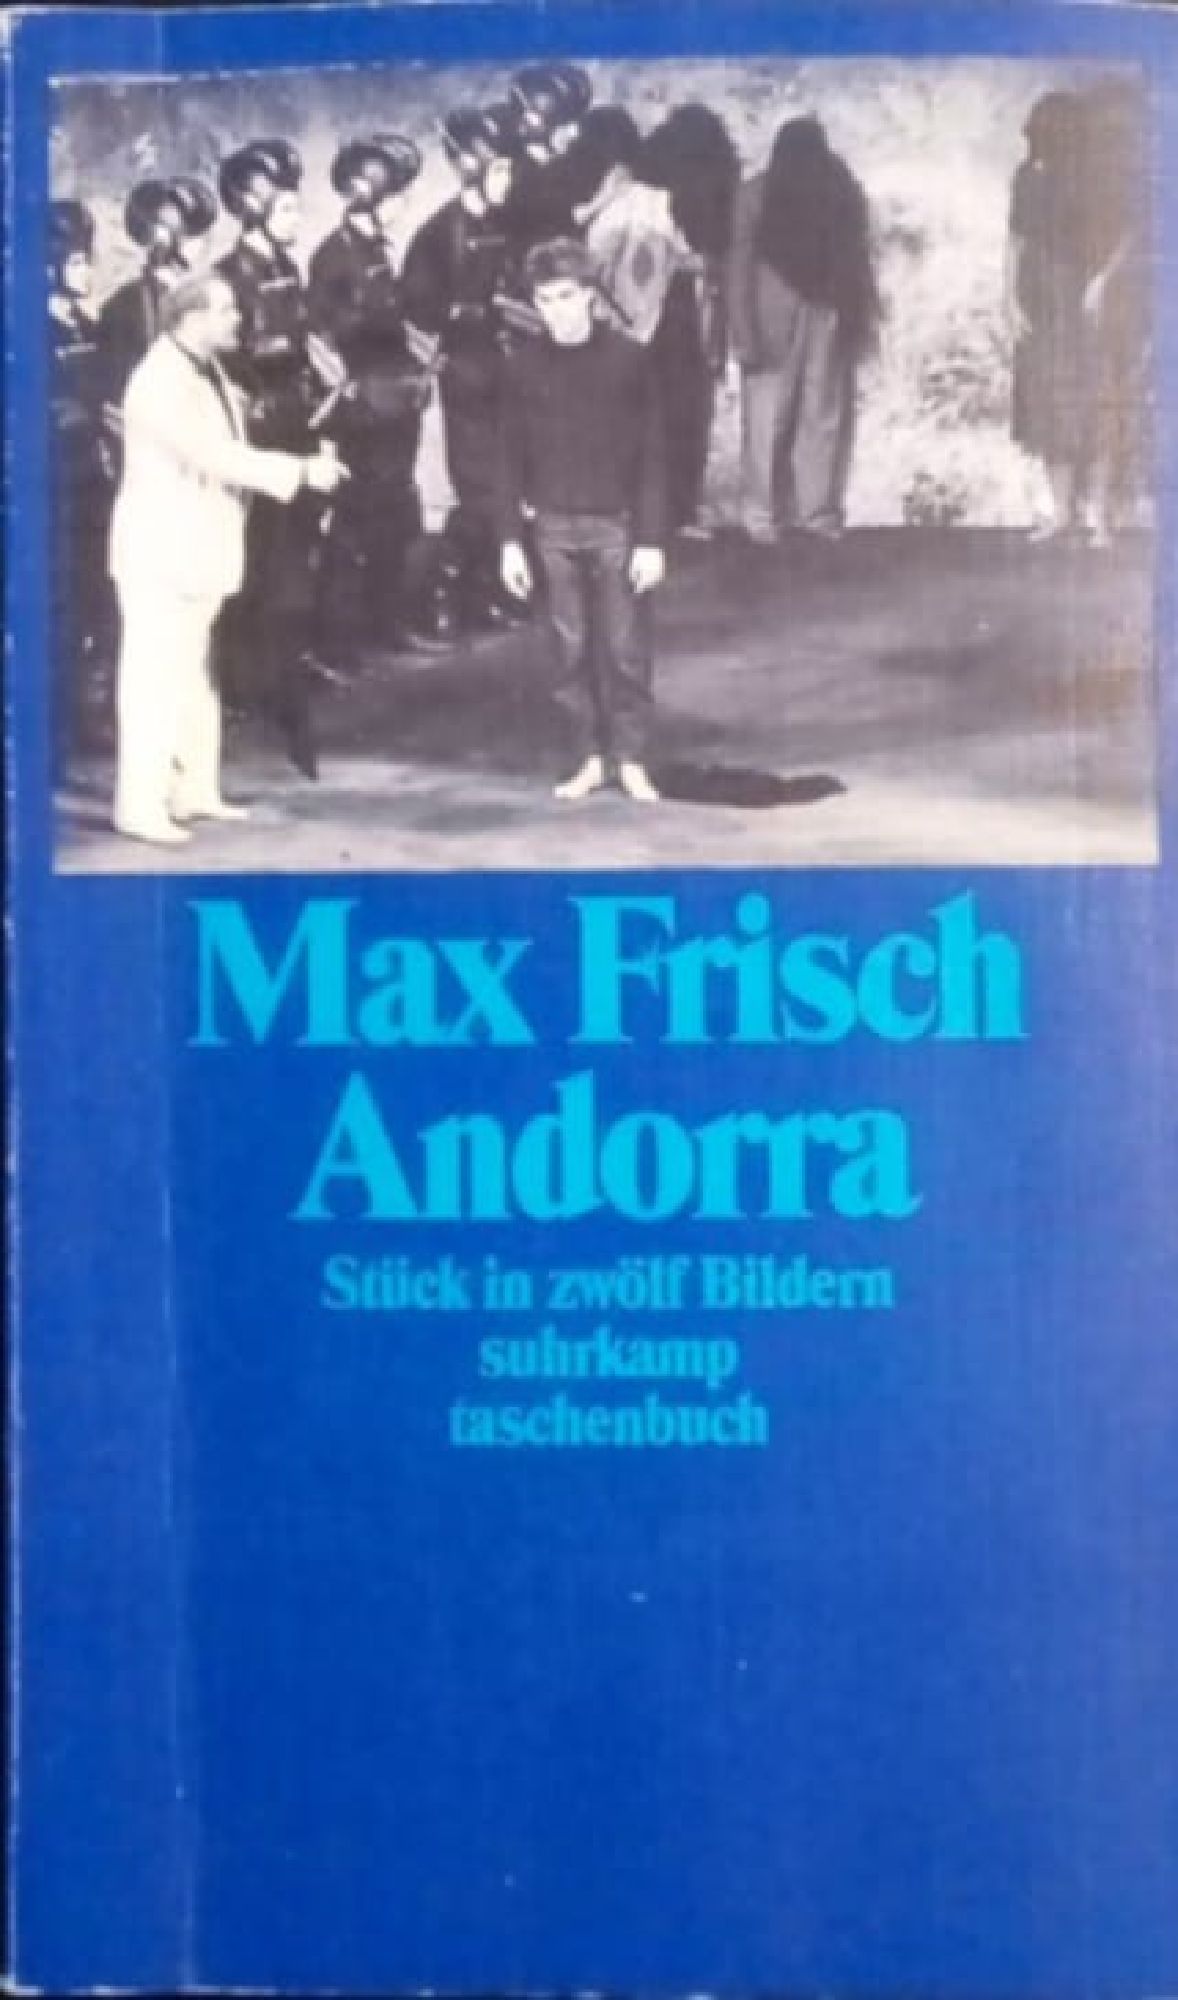 Max Frisch
Andorra
Stück in zwölf Bildern
suhrkamp
taschenbuch